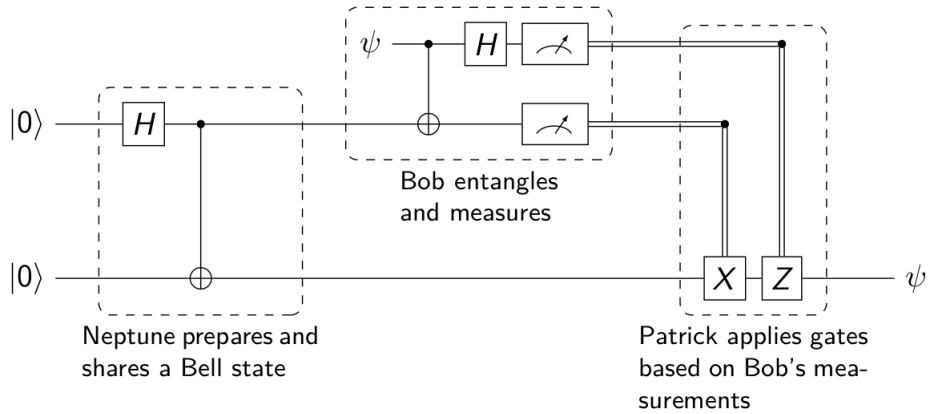 ψ H
|0⟩ H
Bob entangles
and measures
|0⟩ X Z ψ
Neptune prepares and
shares a Bell state
Patrick applies gates
based on Bob's mea-
surements